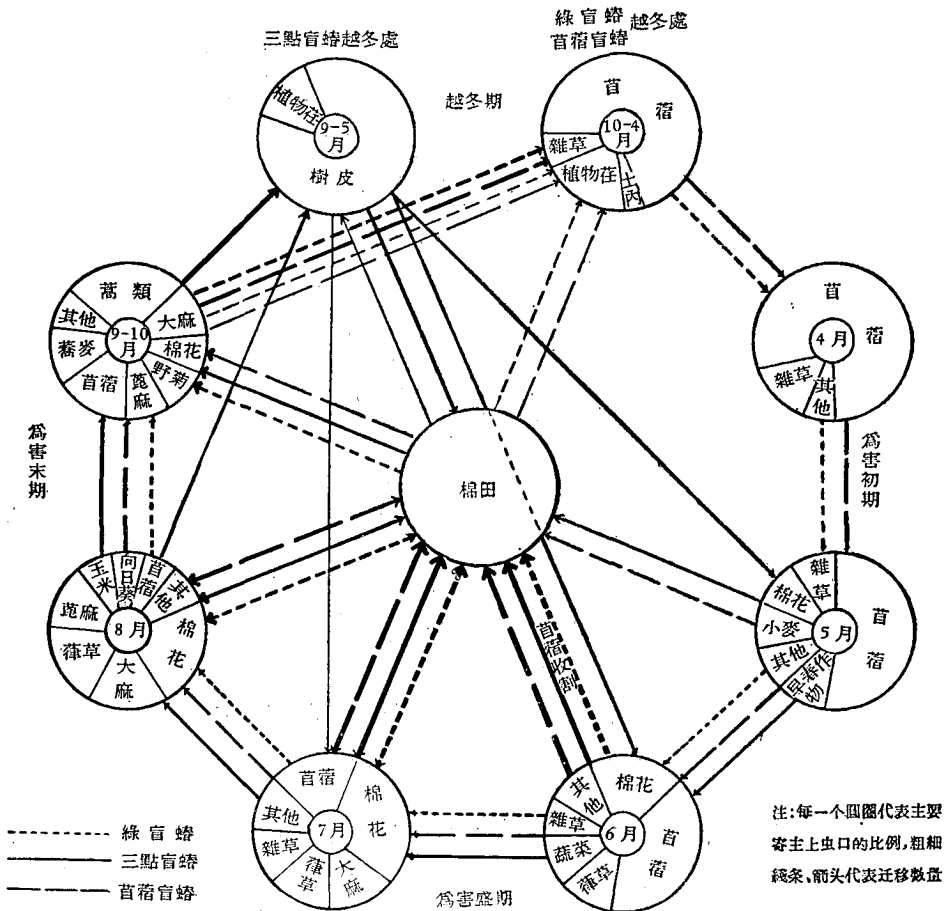 三點盲蝽越冬處
綠盲蝽
苜蓿盲蝽
越冬處
越冬期
植物茬
9-5
月
樹皮
苜蓿
10-4
月
雜草
植物茬
土內
蒿類
大麻
棉花
野菊
蓖麻
苜蓿
蕎麥
其他
9-10
月
苜蓿
4月
雜草
其他
為害末期
為害初期
棉田
玉米
向日葵
苜蓿
其他
棉花
大麻
葎草
蓖麻
8月
雜草
棉花
小麥
其他
早春作物
苜蓿
5月
苜蓿收割
苜蓿
棉花
大麻
葎草
雜草
其他
7月
其他
棉花
雜草
蔬菜
葎草
苜蓿
6月
為害盛期
綠盲蝽
三點盲蝽
苜蓿盲蝽
注:每一个圓圈代表主要
寄主上虫口的比例,粗細
綫条、箭头代表迁移数量